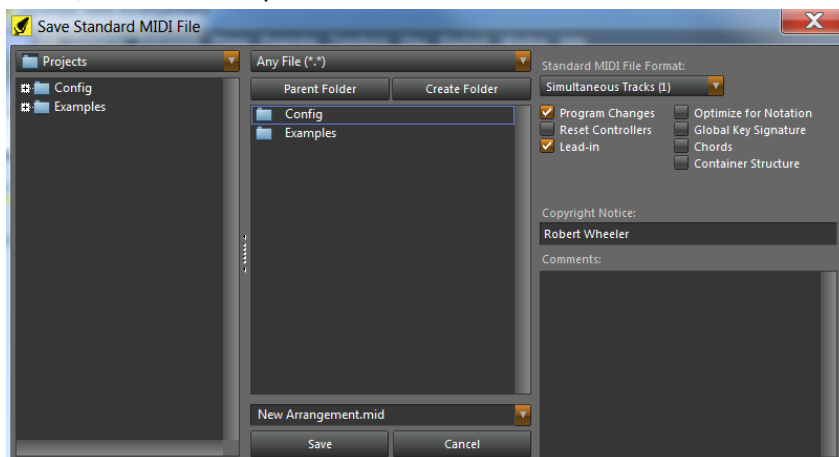 Save Standard MIDI File
Projects
Config
Examples
Any File (*.*)
Parent Folder
Create Folder
Config
Examples
New Arrangement.mid
Save
Cancel
Standard MIDI File Format:
Simultaneous Tracks (1)
Program Changes
Optimize for Notation
Reset Controllers
Global Key Signature
Lead-in
Chords
Container Structure
Copyright Notice:
Robert Wheeler
Comments: